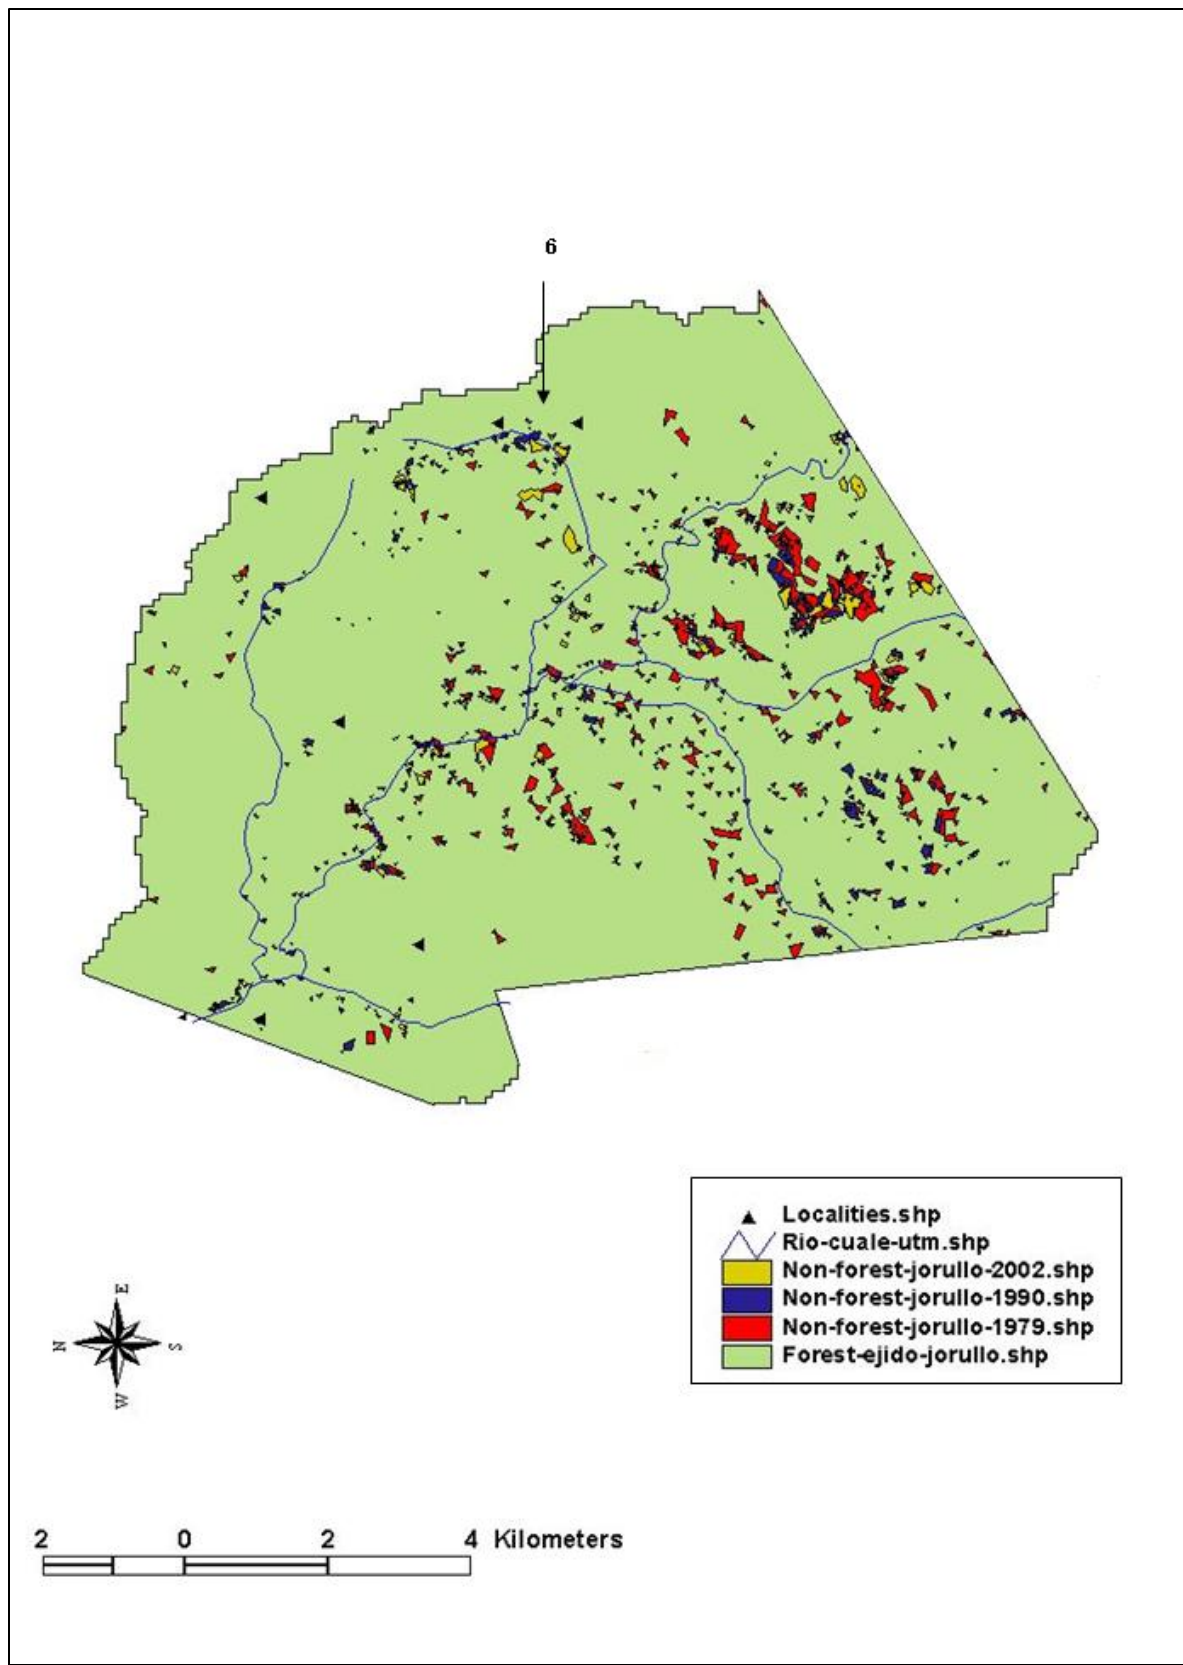 6
Localities.shp
Rio-cuale-utm.shp
Non-forest-jorullo-2002.shp
Non-forest-jorullo-1990.shp
Non-forest-jorullo-1979.shp
Forest-ejido-jorullo.shp
E
N S
W
2 0 2 4 Kilometers